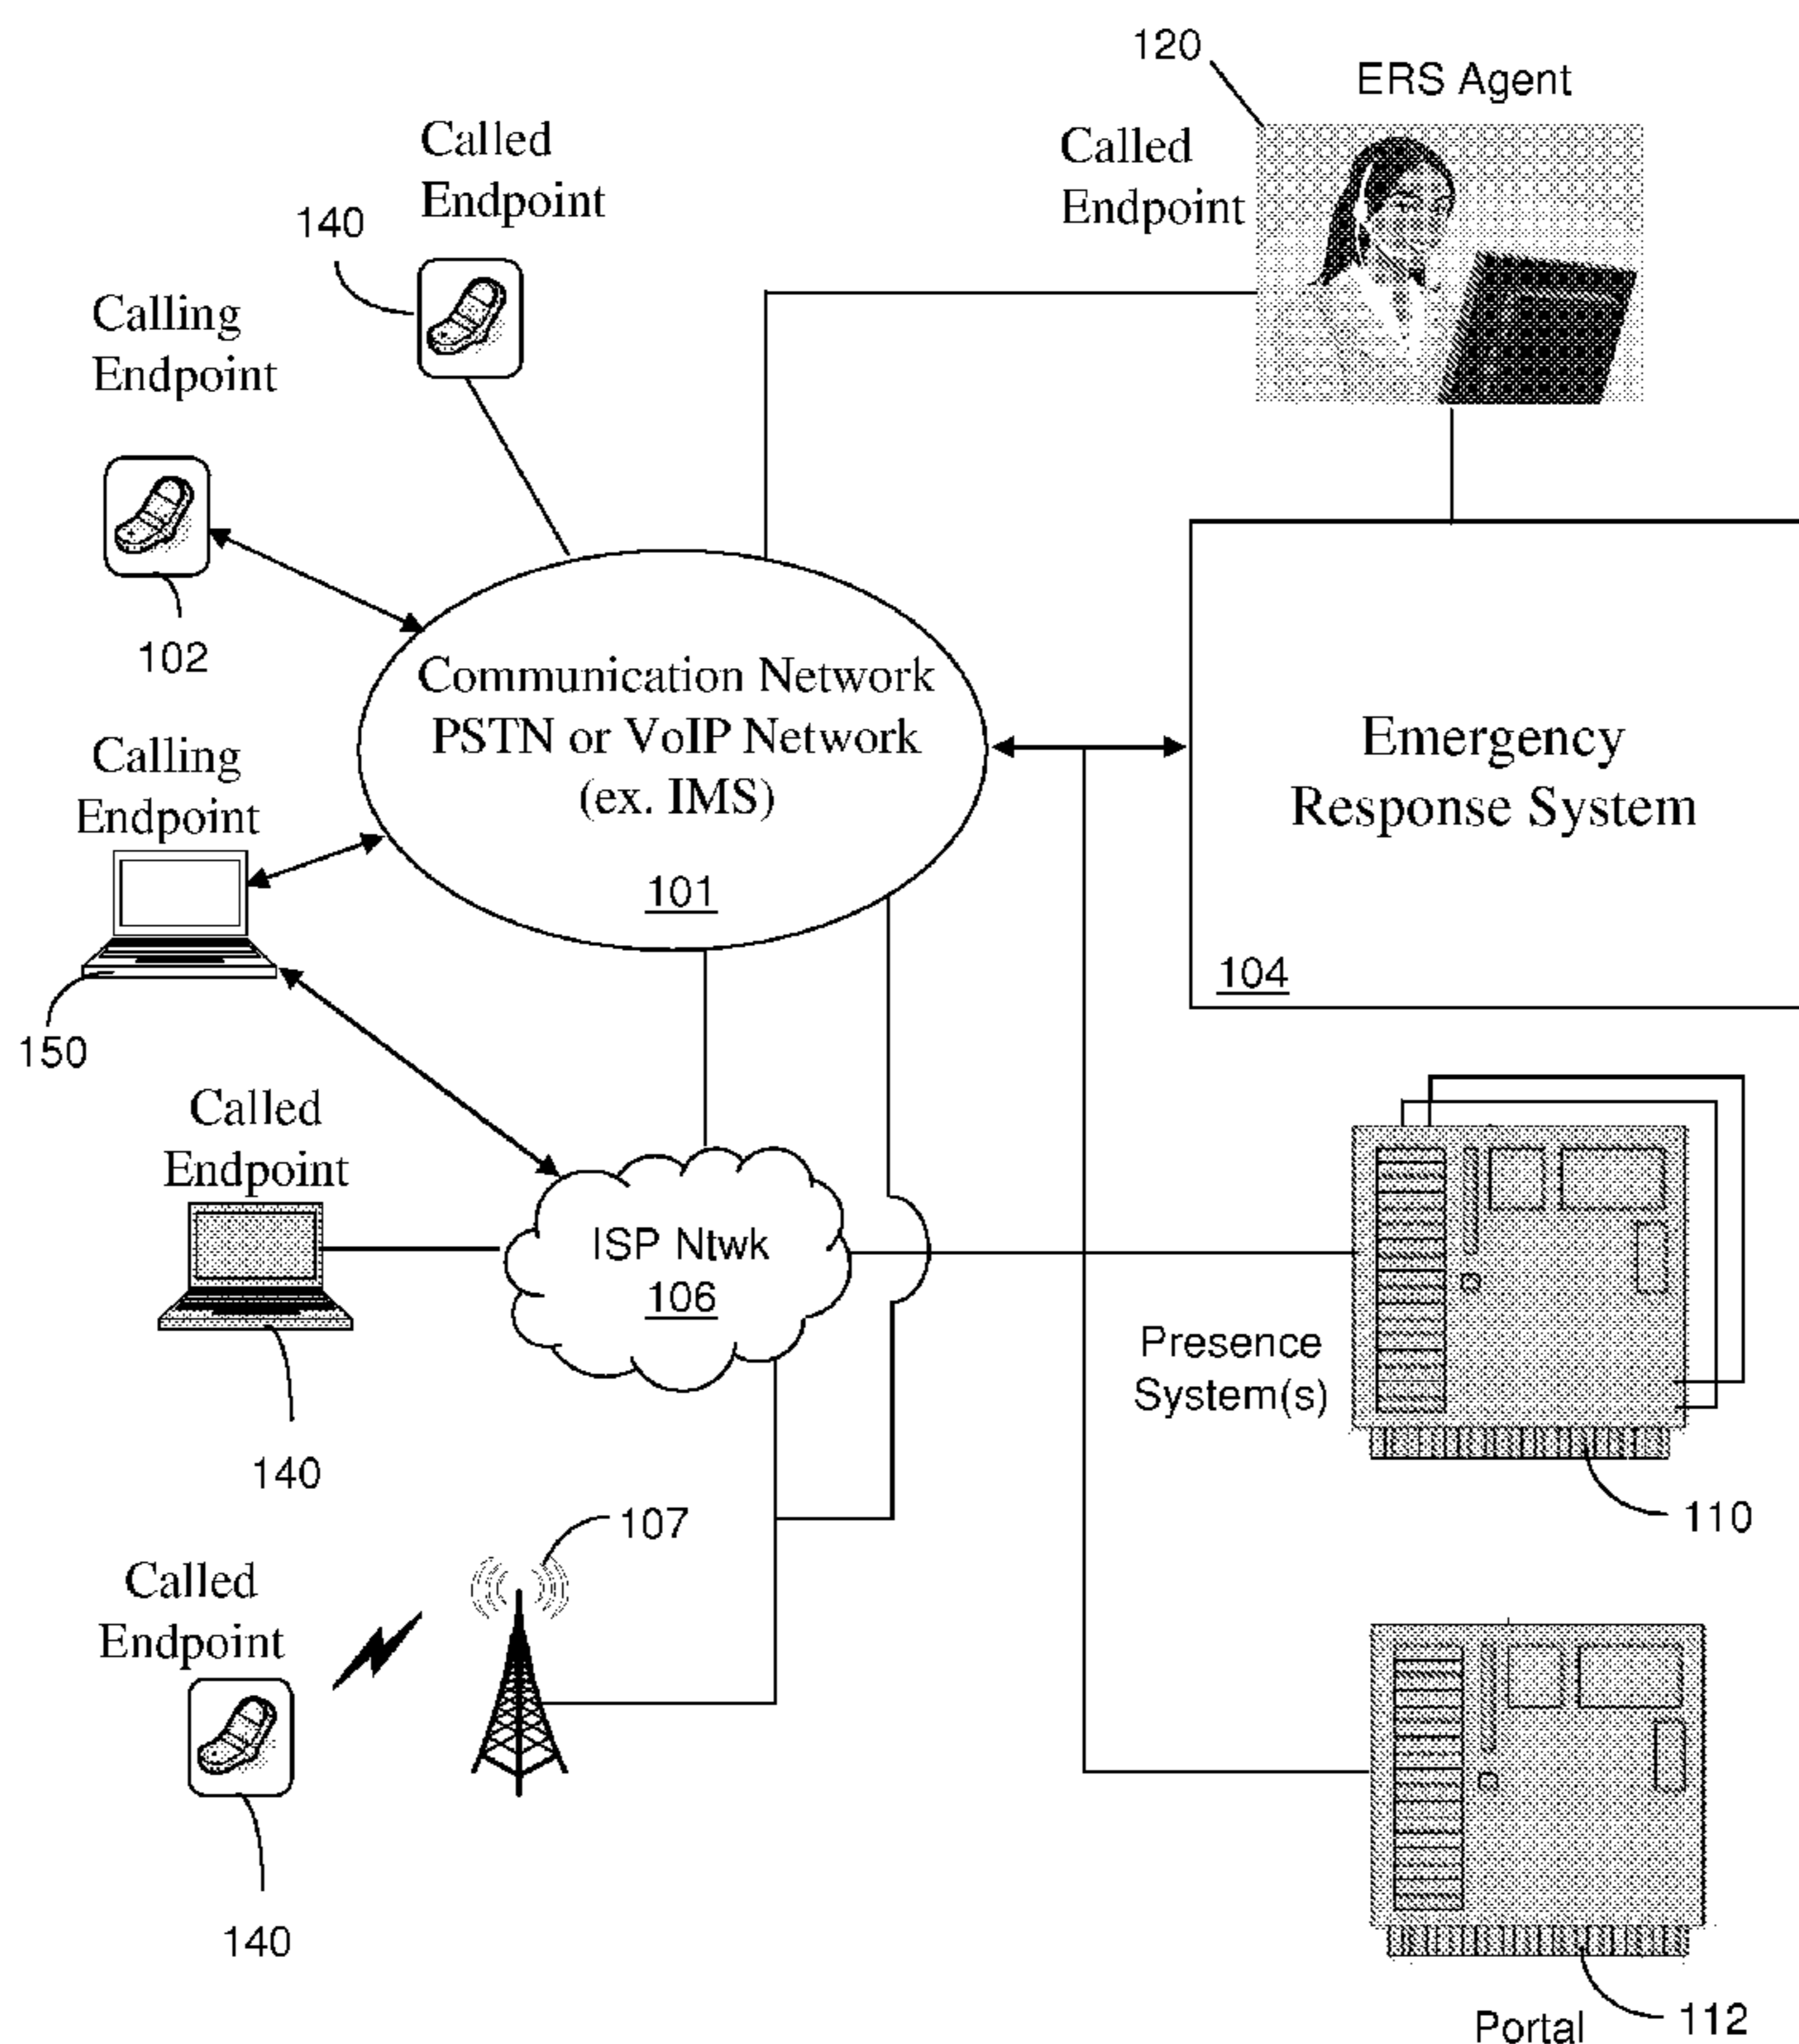 120
ERS Agent
Called
Endpoint
Called
Endpoint
140
Calling
Endpoint
102
Communication Network
PSTN or VoIP Network
(ex. IMS)
101
Emergency
Response System
104
Calling
Endpoint
150
Called
Endpoint
140
ISP Ntwk
106
Presence
System(s)
110
107
Called
Endpoint
140
112
Portal